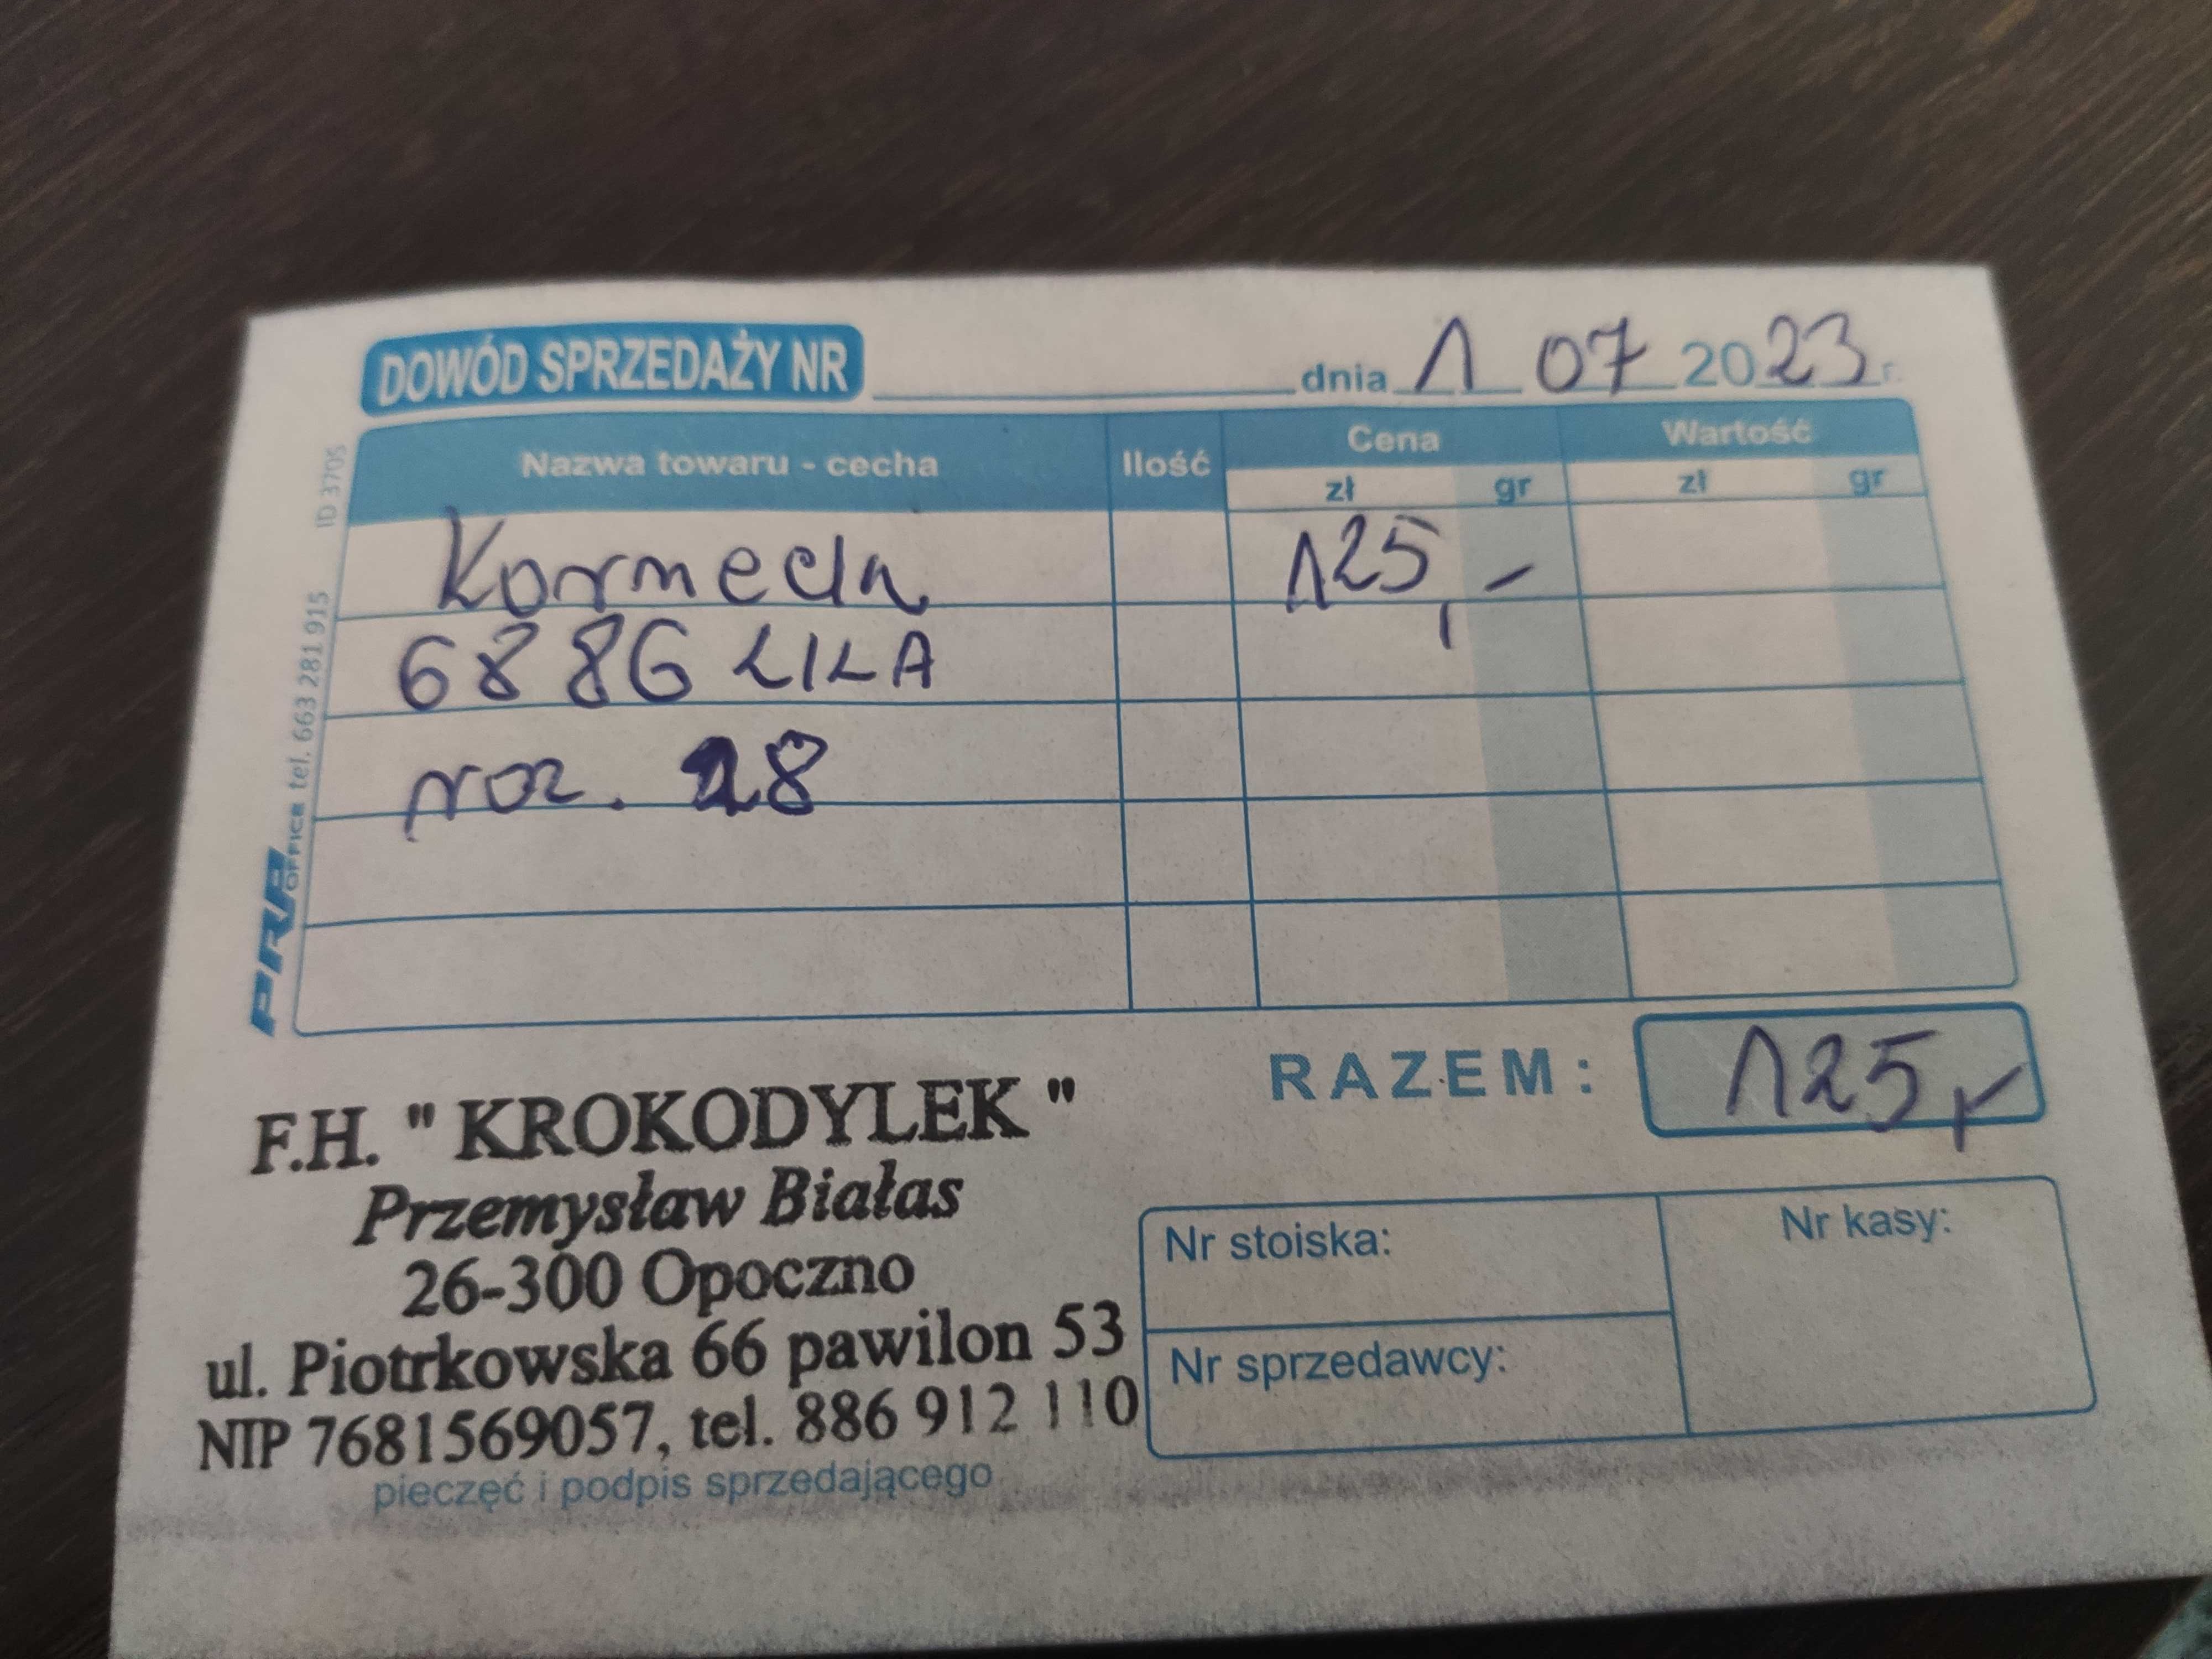 DOWÓD SPRZEDAŻY NR dnia 1 07 2023 r.
Nazwa towaru - cecha Ilość Cena Wartość
zł gr zł gr
Kornecki 125,-
6886 LILA
roz. 28
RAZEM: 125,-
F.H. " KROKODYLEK "
Przemysław Białas
26-300 Opoczno
ul. Piotrkowska 66 pawilon 53
NIP 7681569057, tel. 886 912 110
pieczęć i podpis sprzedającego
Nr stoiska:
Nr kasy:
Nr sprzedawcy:
PRA OFFICE tel. 663 281 915 ID 3705